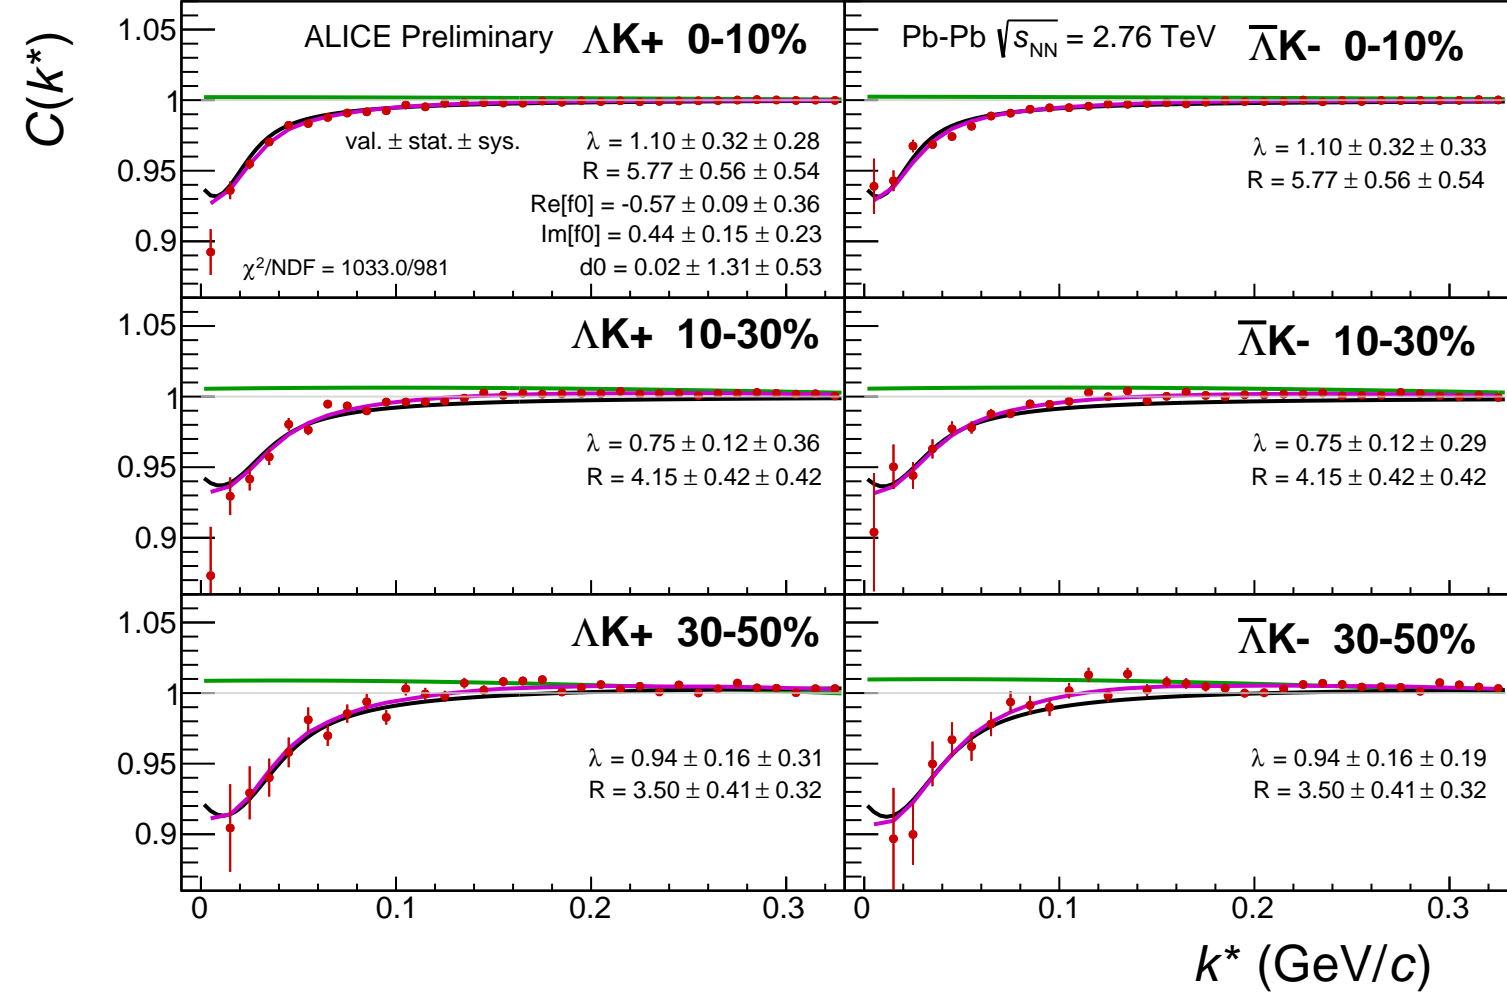 C(k*)
ALICE Preliminary ΛK+ 0-10%
1.05
1
0.95
0.9
val. ± stat. ± sys.
λ = 1.10 ± 0.32 ± 0.28
R = 5.77 ± 0.56 ± 0.54
Re[f0] = -0.57 ± 0.09 ± 0.36
Im[f0] = 0.44 ± 0.15 ± 0.23
d0 = 0.02 ± 1.31 ± 0.53
χ²/NDF = 1033.0/981
Pb-Pb √s_NN = 2.76 TeV Λ̅K- 0-10%
λ = 1.10 ± 0.32 ± 0.33
R = 5.77 ± 0.56 ± 0.54
ΛK+ 10-30%
1.05
1
0.95
0.9
λ = 0.75 ± 0.12 ± 0.36
R = 4.15 ± 0.42 ± 0.42
Λ̅K- 10-30%
λ = 0.75 ± 0.12 ± 0.29
R = 4.15 ± 0.42 ± 0.42
ΛK+ 30-50%
1.05
1
0.95
0.9
λ = 0.94 ± 0.16 ± 0.31
R = 3.50 ± 0.41 ± 0.32
Λ̅K- 30-50%
λ = 0.94 ± 0.16 ± 0.19
R = 3.50 ± 0.41 ± 0.32
0 0.1 0.2 0.3 0 0.1 0.2 0.3
k* (GeV/c)